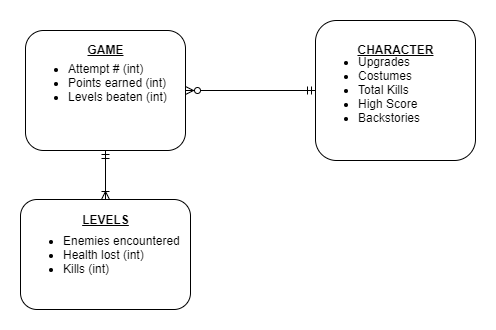 GAME
Attempt # (int)
Points earned (int)
Levels beaten (int)
CHARACTER
Upgrades
Costumes
Total Kills
High Score
Backstories
LEVELS
Enemies encountered
Health lost (int)
Kills (int)